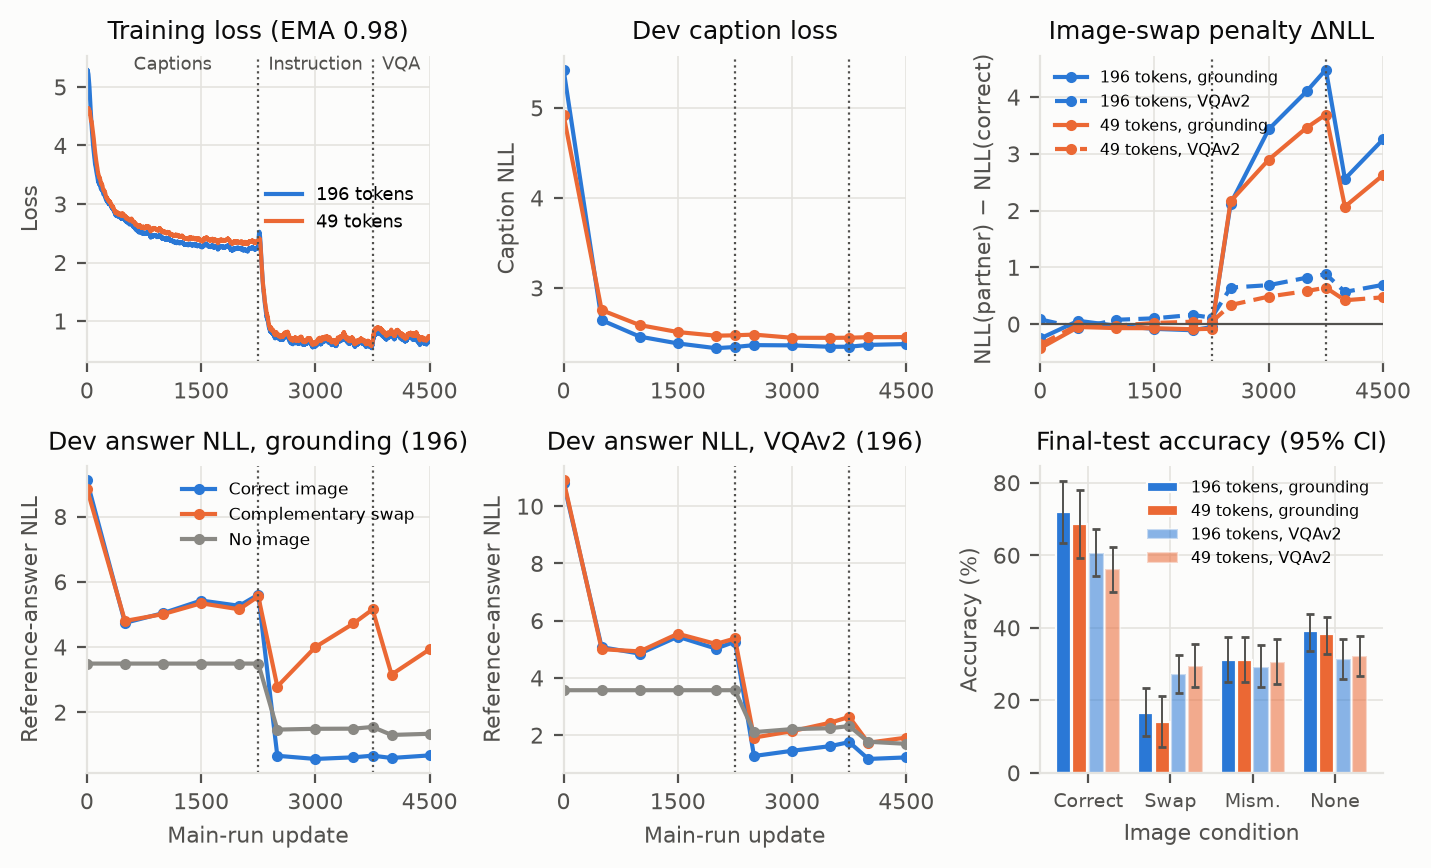 Training loss (EMA 0.98)
Captions
Instruction
VQA
Loss
5
4
3
2
1
196 tokens
49 tokens
0
1500
3000
4500
Dev caption loss
Caption NLL
5
4
3
0
1500
3000
4500
Image-swap penalty ΔNLL
NLL(partner) − NLL(correct)
4
3
2
1
0
196 tokens, grounding
196 tokens, VQAv2
49 tokens, grounding
49 tokens, VQAv2
0
1500
3000
4500
Dev answer NLL, grounding (196)
Reference-answer NLL
8
6
4
2
Correct image
Complementary swap
No image
0
1500
3000
4500
Main-run update
Dev answer NLL, VQAv2 (196)
Reference-answer NLL
10
8
6
4
2
0
1500
3000
4500
Main-run update
Final-test accuracy (95% CI)
Accuracy (%)
80
60
40
20
0
196 tokens, grounding
49 tokens, grounding
196 tokens, VQAv2
49 tokens, VQAv2
Correct
Swap
Mism.
None
Image condition